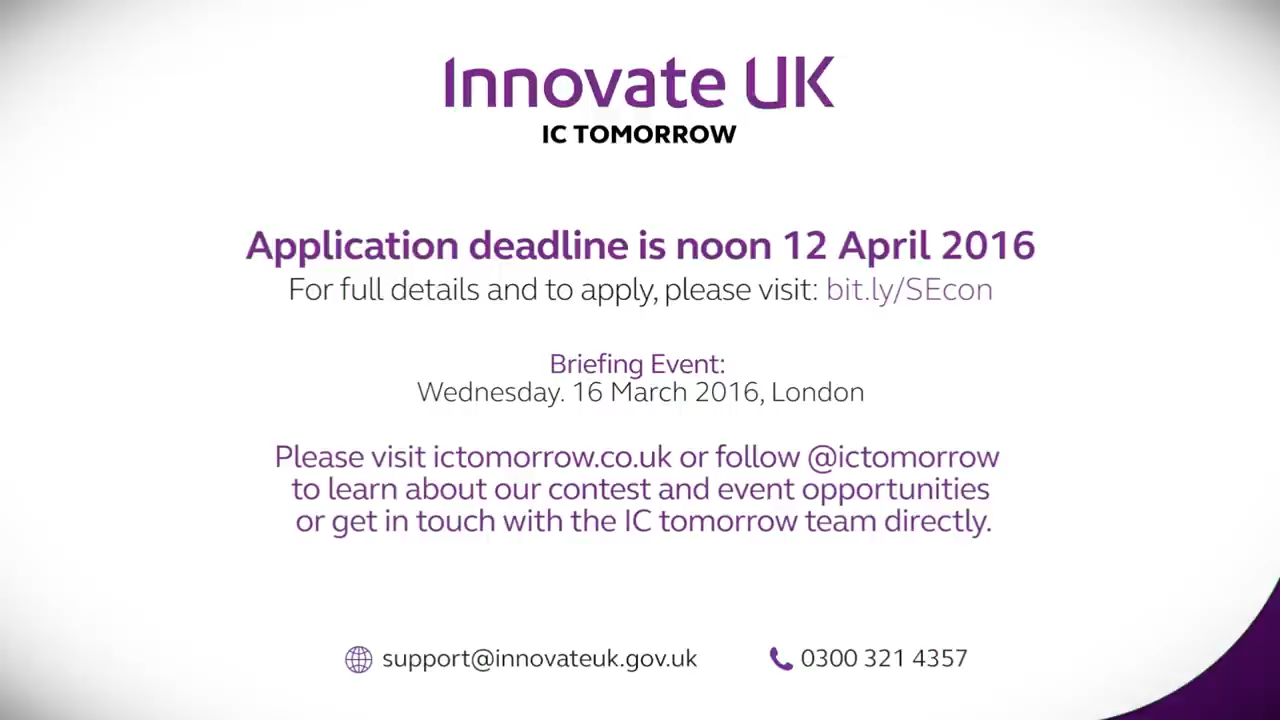 Innovate UK
IC TOMORROW
Application deadline is noon 12 April 2016
For full details and to apply, please visit: bit.ly/SEcon
Briefing Event:
Wednesday. 16 March 2016, London
Please visit ictomorrow.co.uk or follow @ictomorrow
to learn about our contest and event opportunities
or get in touch with the IC tomorrow team directly.
support@innovateuk.gov.uk
0300 321 4357